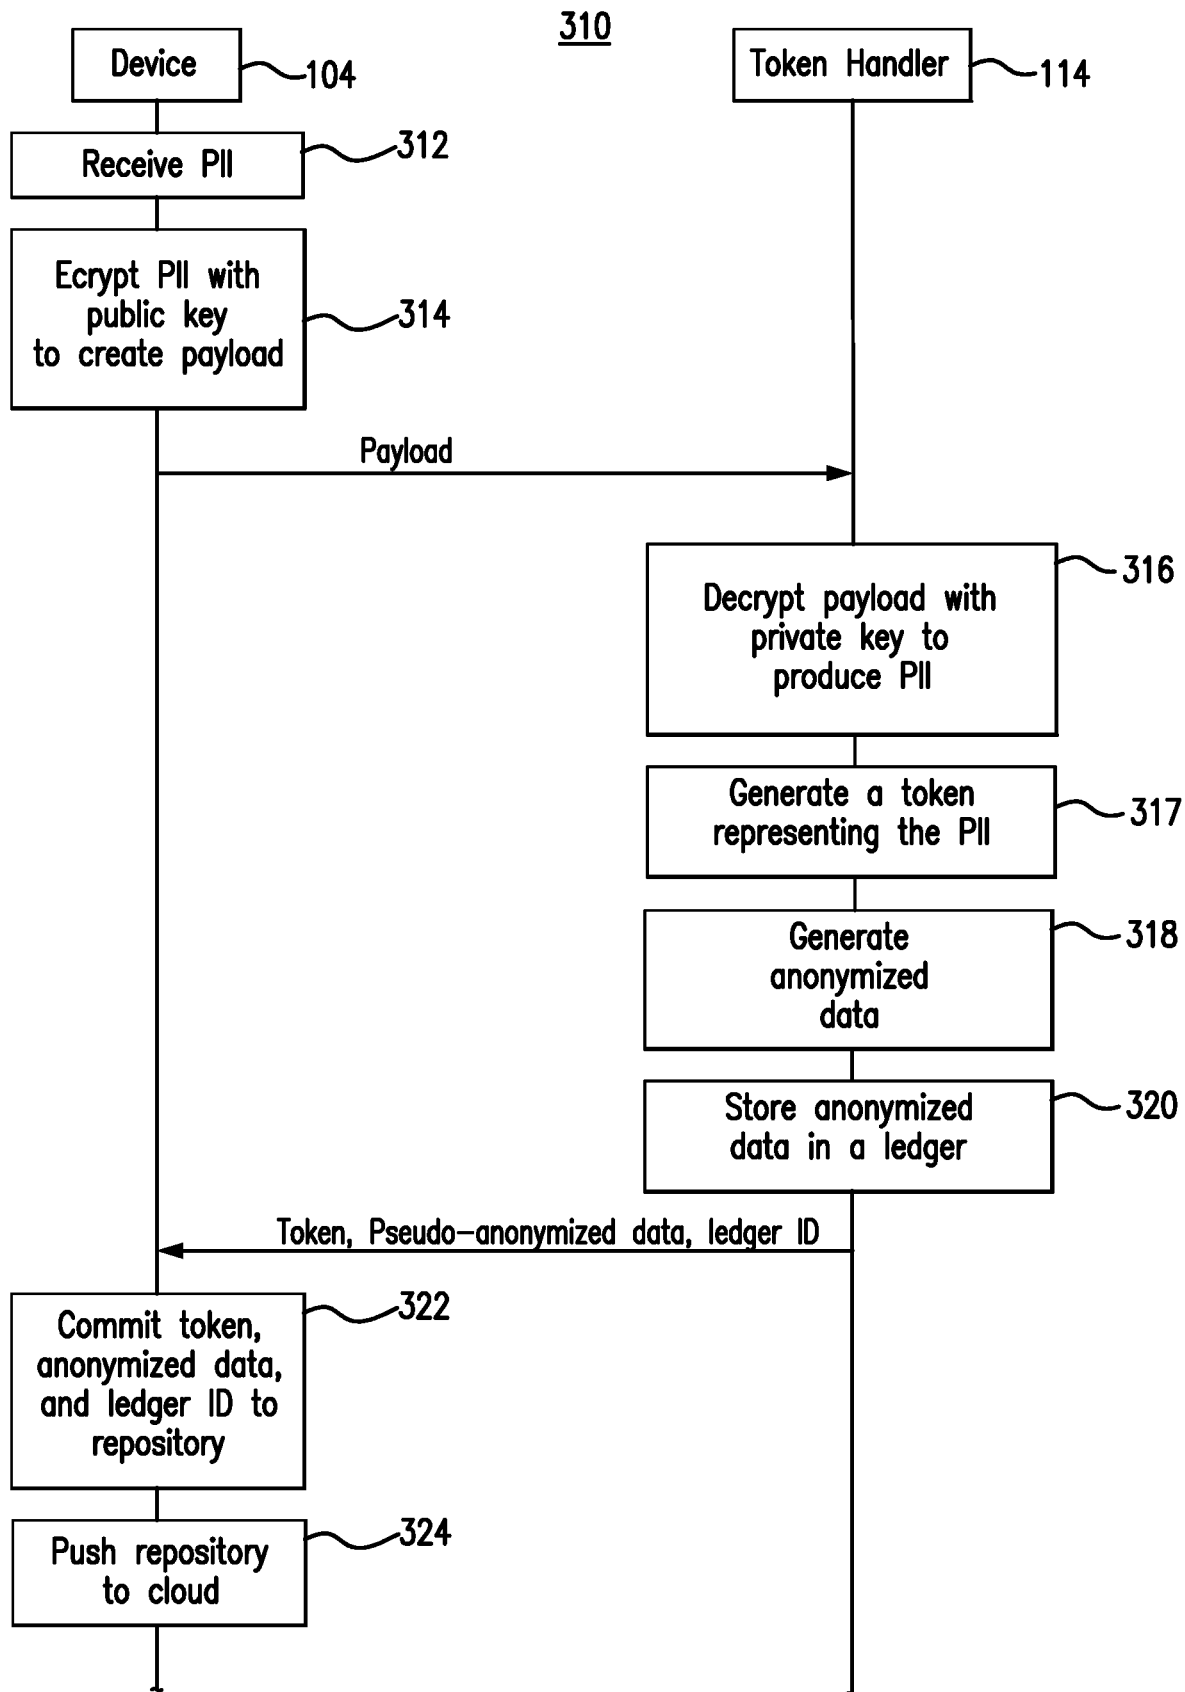 310
Device
104
Token Handler
114
Receive PII
312
Ecrypt PII with
public key
to create payload
314
Payload
Decrypt payload with
private key to
produce PII
316
Generate a token
representing the PII
317
Generate
anonymized
data
318
Store anonymized
data in a ledger
320
Token, Pseudo-anonymized data, ledger ID
Commit token,
anonymized data,
and ledger ID to
repository
322
Push repository
to cloud
324